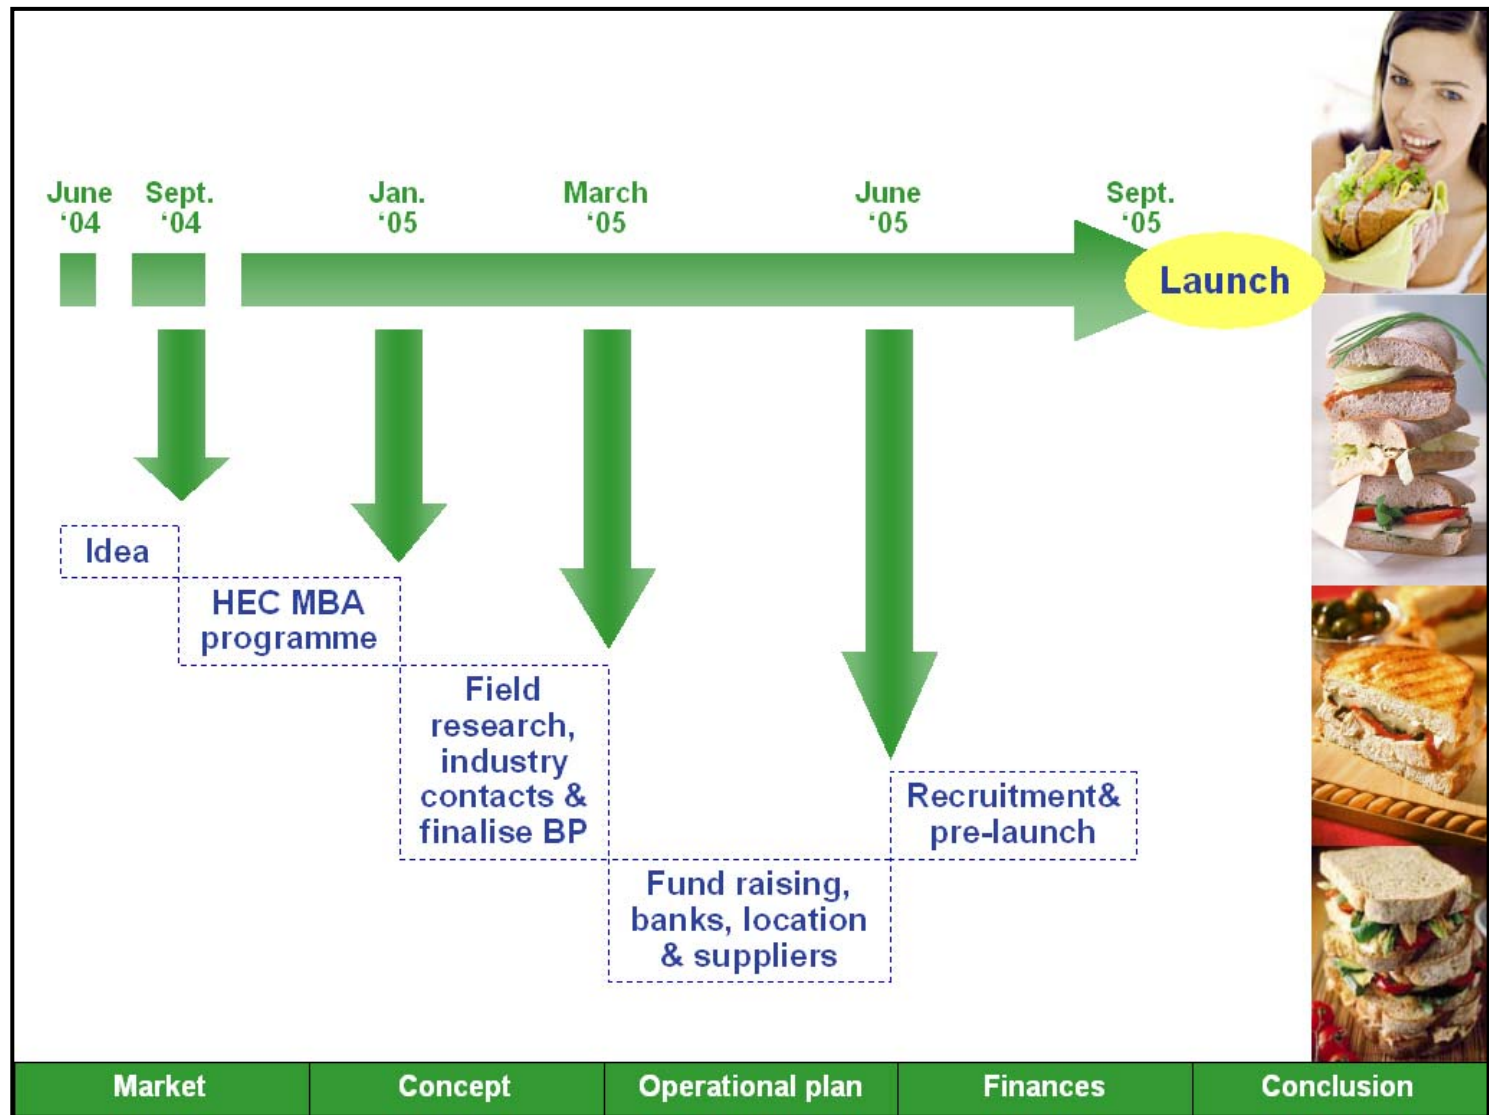 June Sept. Jan. March June Sept.
‘04 ‘04 ‘05 ‘05 ‘05 ‘05
Launch
Idea
HEC MBA
programme
Field
research,
industry
contacts &
finalise BP
Fund raising,
banks, location
& suppliers
Recruitment&
pre-launch
Market Concept Operational plan Finances Conclusion